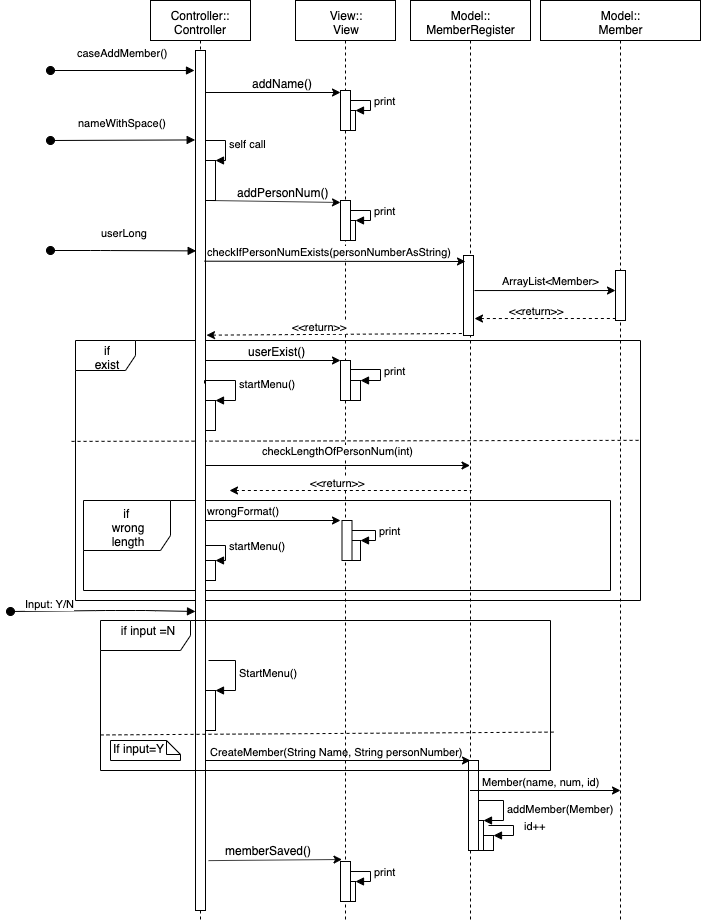 Controller::
Controller
View::
View
Model::
MemberRegister
Model::
Member
caseAddMember()
addName()
print
nameWithSpace()
self call
addPersonNum()
print
userLong
checkIfPersonNumExists(personNumberAsString)
ArrayList<Member>
<<return>>
<<return>>
if
exist
userExist()
print
startMenu()
checkLengthOfPersonNum(int)
<<return>>
if
wrong
length
wrongFormat()
print
startMenu()
Input: Y/N
if input =N
StartMenu()
If input=Y
CreateMember(String Name, String personNumber)
Member(name, num, id)
addMember(Member)
id++
memberSaved()
print